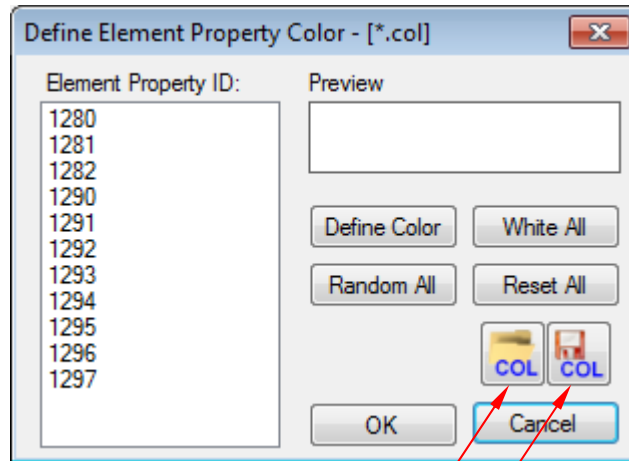 Define Element Property Color - [*.col]
Element Property ID:
Preview
1280
1281
1282
1290
1291
1292
1293
1294
1295
1296
1297
Define Color
White All
Random All
Reset All
COL
COL
OK
Cancel